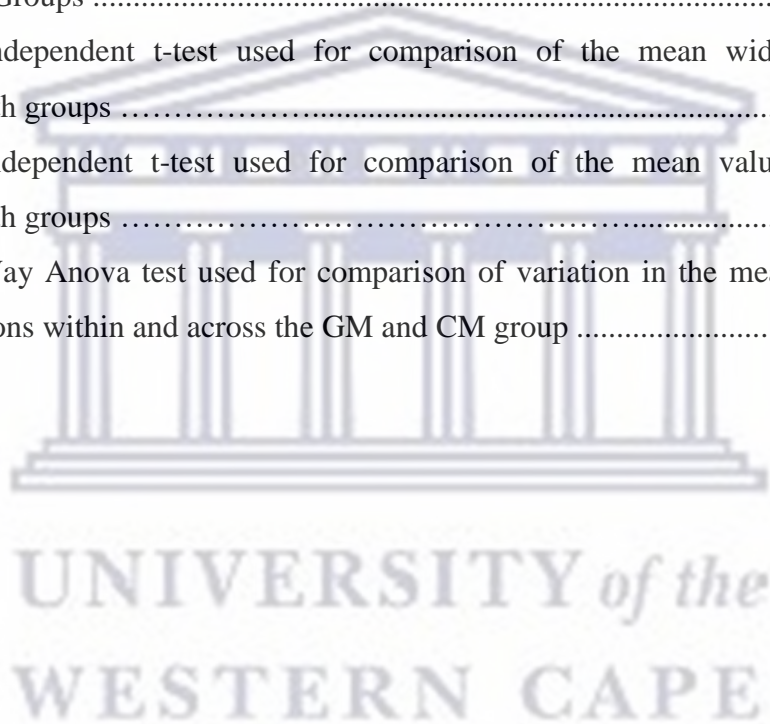 Groups ..........................................................................
ndependent t-test used for comparison of the mean wid
h groups ………………...............................................
ndependent t-test used for comparison of the mean valu
h groups …………………………………………...................
Way Anova test used for comparison of variation in the mea
ons within and across the GM and CM group .........................
UNIVERSITY of the
WESTERN CAPE